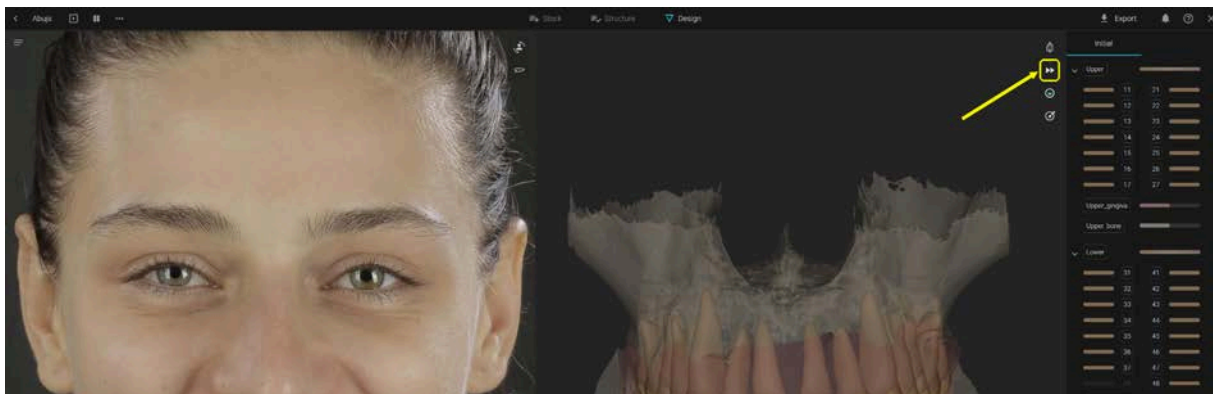 Abujs
Stock
Structure
Design
Export
Initial
Upper
11 21
12 22
13 23
14 24
15 25
16 26
17 27
Upper_gingiva
Upper bone
Lower
31 41
32 42
33 43
34 44
35 45
36 46
37 47
48